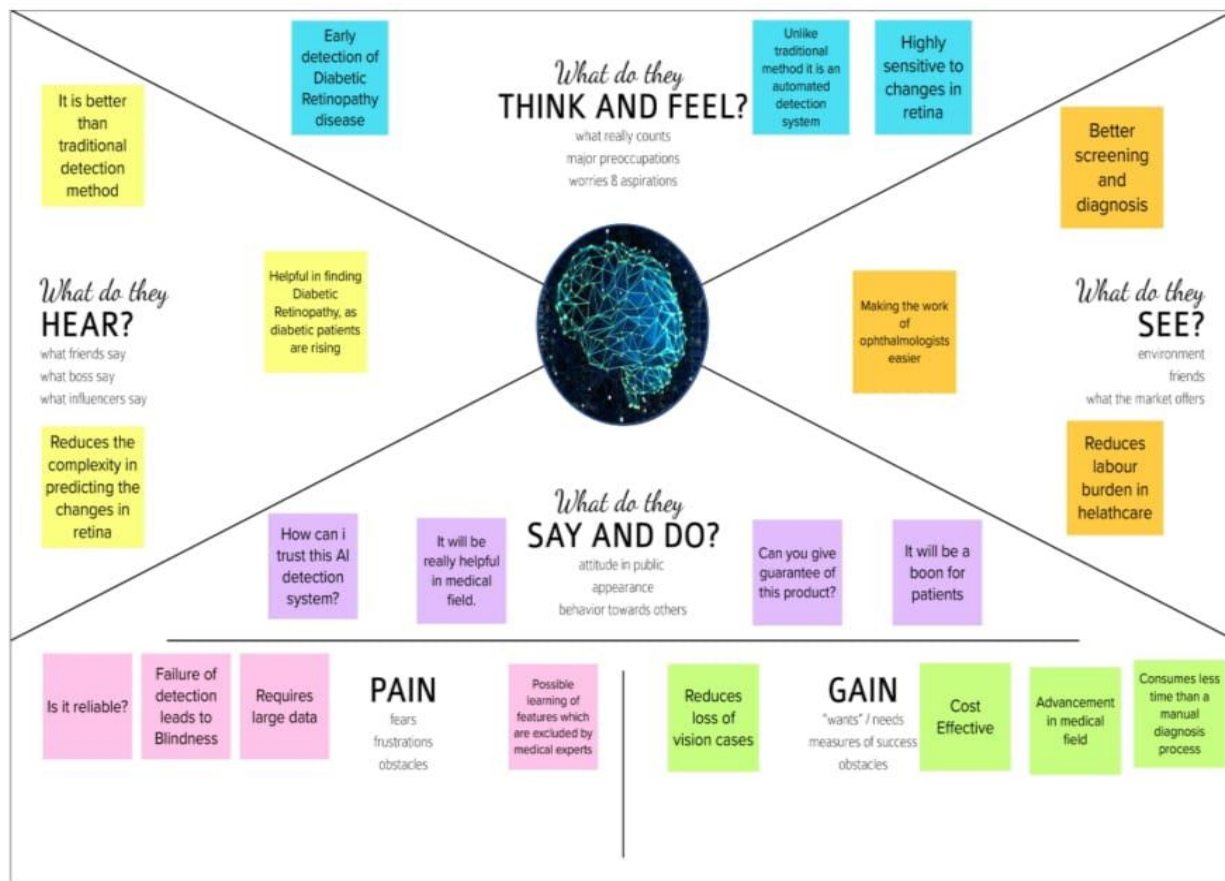 Early
detection of
Diabetic
Retinopathy
disease
What do they
THINK AND FEEL?
what really counts
major preoccupations
worries & aspirations
Unlike
traditional
method it is an
automated
detection
system
Highly
sensitive to
changes in
retina
It is better
than
traditional
detection
method
Helpful in finding
Diabetic
Retinopathy, as
diabetic patients
are rising
What do they
HEAR?
what friends say
what boss say
what influencers say
Reduces the
complexity in
predicting the
changes in
retina
Better
screening
and
diagnosis
Making the work
of
ophthalmologists
easier
What do they
SEE?
environment
friends
what the market offers
Reduces
labour
burden in
helathcare
How can i
trust this AI
detection
system?
It will be
really helpful
in medical
field.
What do they
SAY AND DO?
attitude in public
appearance
behavior towards others
Can you give
guarantee of
this product?
It will be a
boon for
patients
Is it reliable?
Failure of
detection
leads to
Blindness
Requires
large data
PAIN
fears
frustrations
obstacles
Possible
learning of
features which
are excluded by
medical experts
Reduces
loss of
vision cases
GAIN
"wants" / needs
measures of success
obstacles
Cost
Effective
Advancement
in medical
field
Consumes less
time than a
manual
diagnosis
process